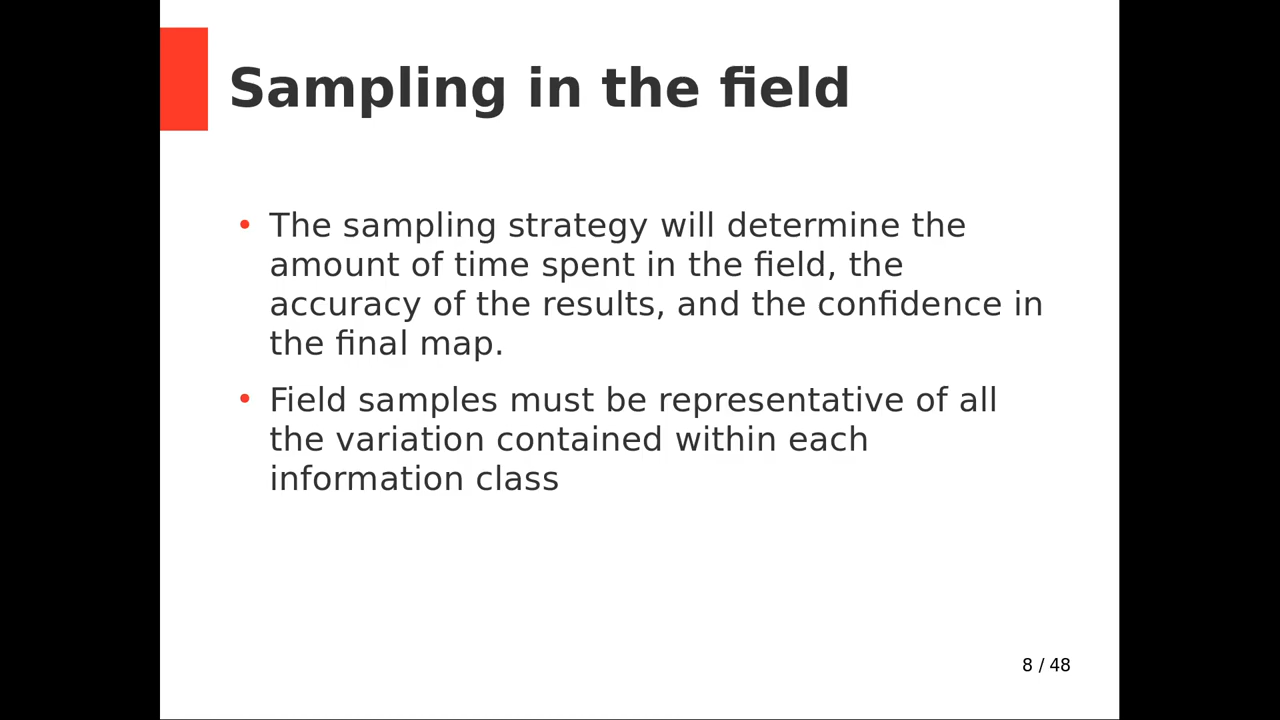 Sampling in the field
• The sampling strategy will determine the
amount of time spent in the field, the
accuracy of the results, and the confidence in
the final map.
• Field samples must be representative of all
the variation contained within each
information class
8 / 48